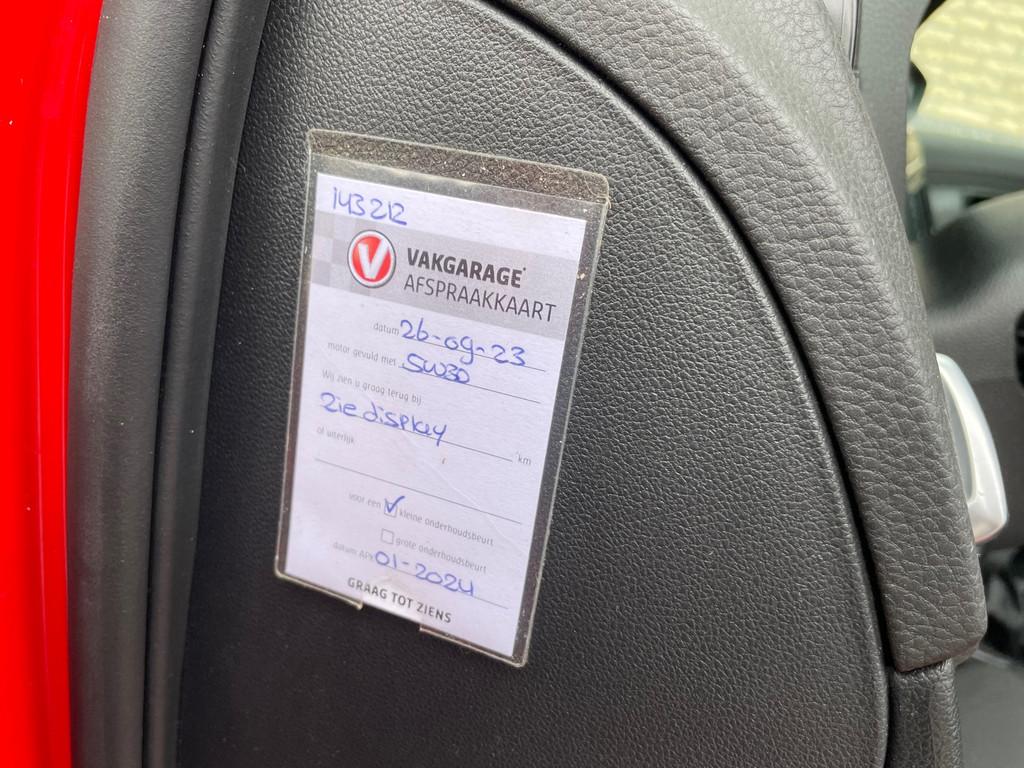 143212
V VAKGARAGE
AFSPRAAKKAART
datum 26-09-23
motor gevuld met 5W30
Wij zien u graag terug bij
Zie display km
of uiterlijk
voor een ✓ kleine onderhoudsbeurt
grote onderhoudsbeurt
datum APK 01-2024
GRAAG TOT ZIENS